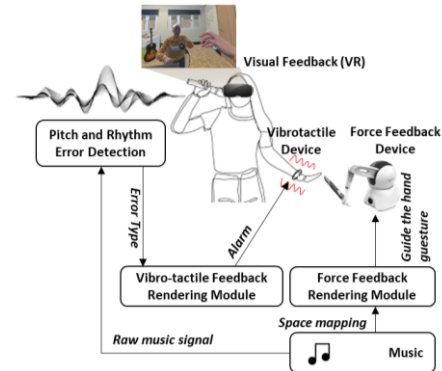 Visual Feedback (VR)
Vibrotactile
Device
Force Feedback
Device
Pitch and Rhythm
Error Detection
Error Type
Alarm
Guide the hand
guesture
Vibro-tactile Feedback
Rendering Module
Force Feedback
Rendering Module
Space mapping
Raw music signal
Music